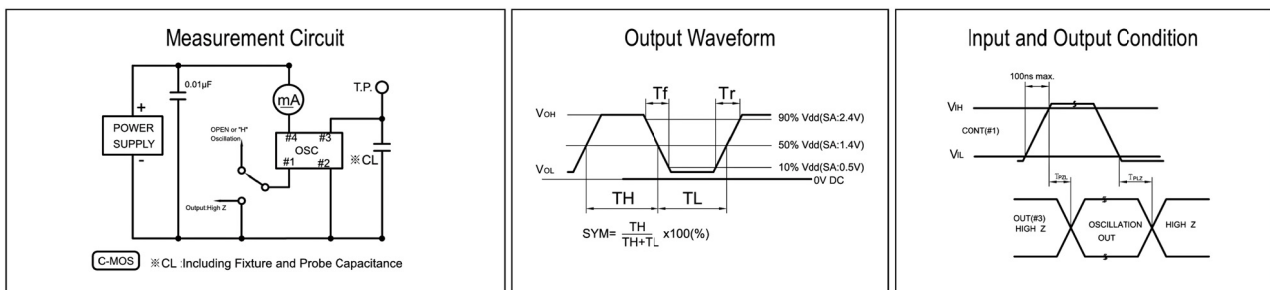 Measurement Circuit
0.01μF
T.P.
mA
+
POWER
SUPPLY
-
OPEN or "H"
Oscillation
#4 #3
OSC
#1 #2
※CL
Output:High Z
C-MOS ※CL :Including Fixture and Probe Capacitance
Output Waveform
Tf Tr
VOH
90% Vdd(SA:2.4V)
50% Vdd(SA:1.4V)
VOL
10% Vdd(SA:0.5V)
0V DC
TH TL
SYM= TH/TH+TL x100(%)
Input and Output Condition
100ns max.
VIH
CONT(#1)
VIL
TPZL TPLZ
OUT(#3)
HIGH Z
OSCILLATION
OUT
HIGH Z